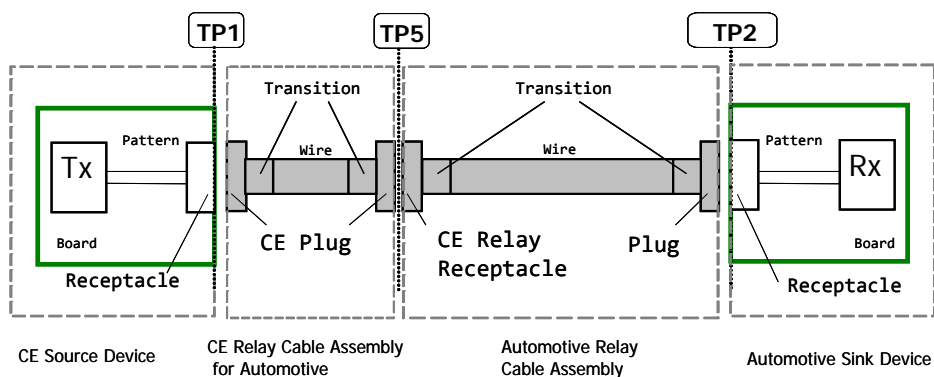 TP1
TP5
TP2
Transition
Transition
Pattern
Wire
Wire
Pattern
Tx
Rx
CE Plug
CE Relay
Receptacle
Plug
Board
Board
Receptacle
Receptacle
CE Source Device
CE Relay Cable Assembly
for Automotive
Automotive Relay
Cable Assembly
Automotive Sink Device